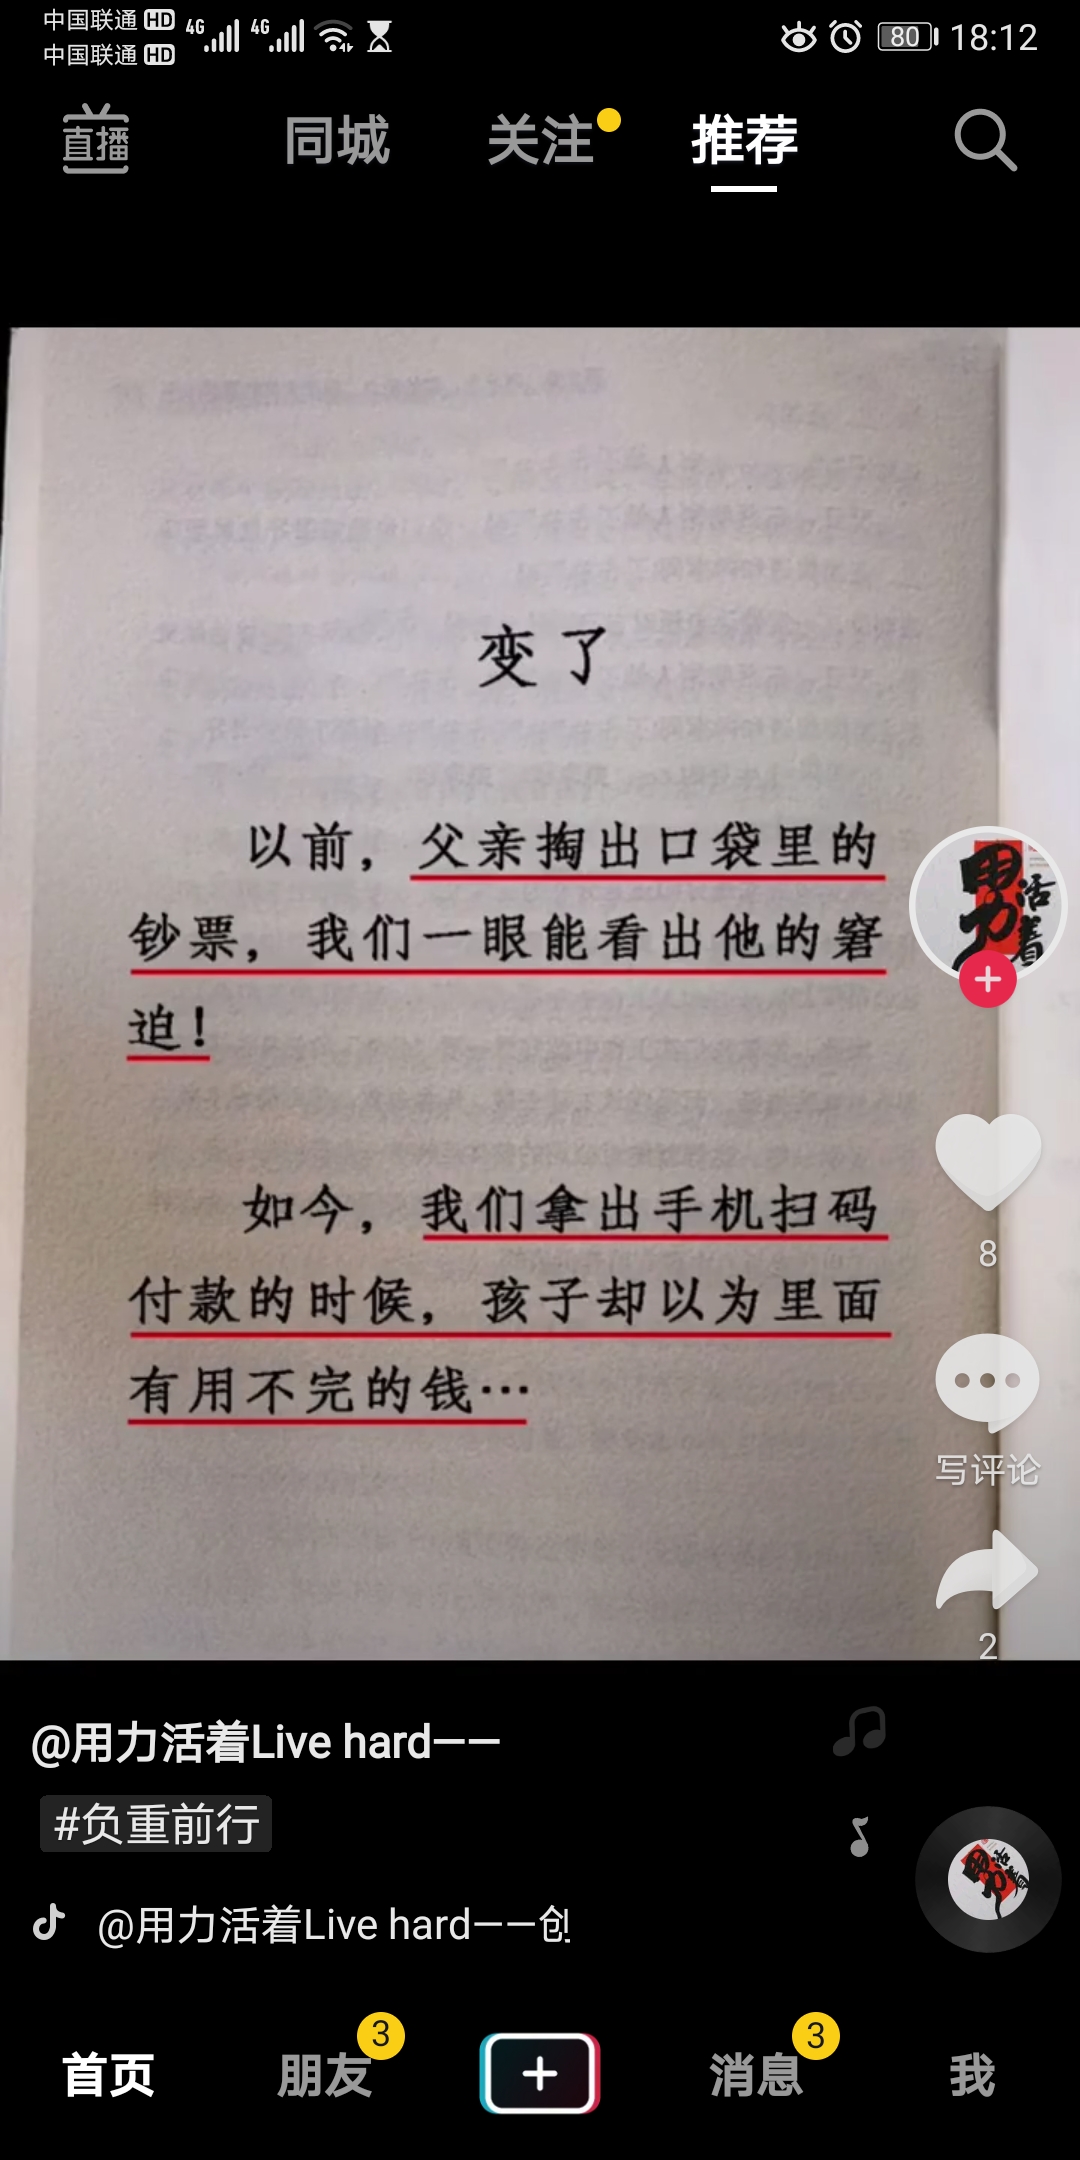 中国联通 HD 4G 4G 80 18:12
中国联通 HD
直播 同城 关注 推荐
变了
以前，父亲掏出口袋里的
钞票，我们一眼能看出他的窘
迫！
如今，我们拿出手机扫码
付款的时候，孩子却以为里面
有用不完的钱…
用力活着
8
写评论
2
@用力活着Live hard——
#负重前行
@用力活着Live hard——创
首页 朋友 3 消息 3 我